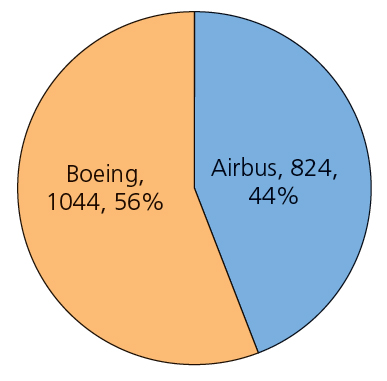 Boeing,
1044, 56%
Airbus, 824,
44%